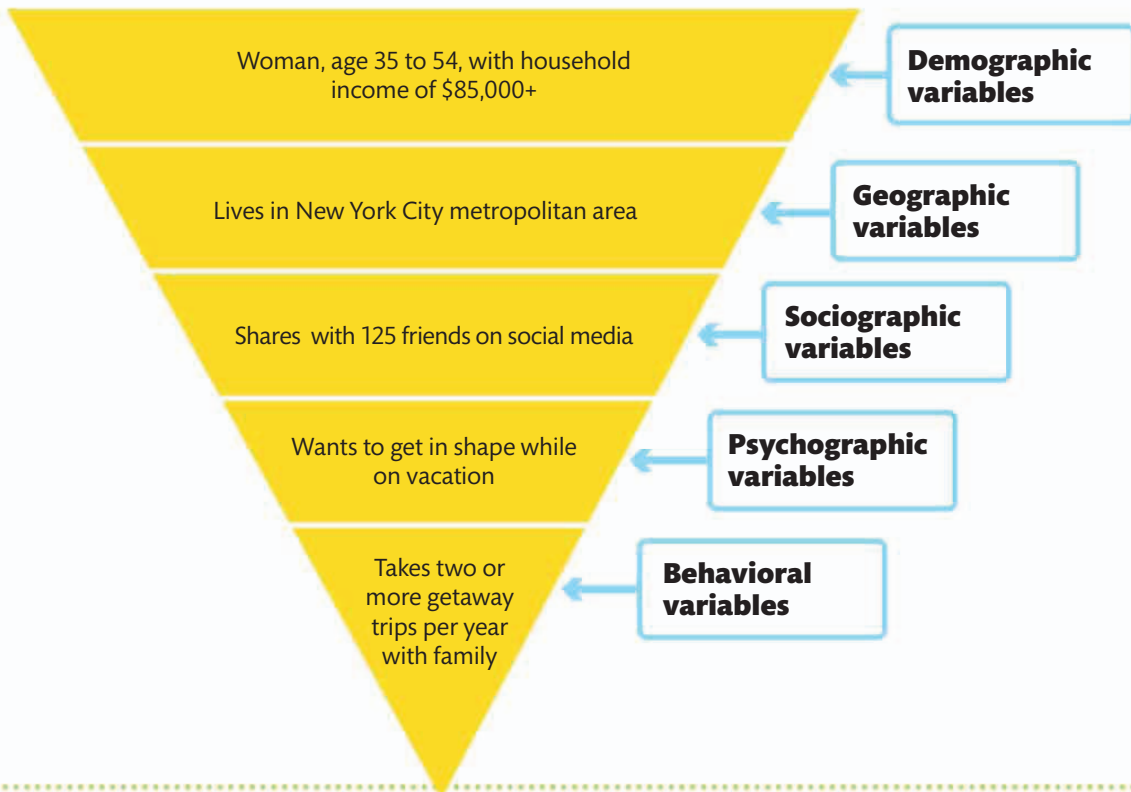 Woman, age 35 to 54, with household
income of $85,000+
Demographic
variables
Lives in New York City metropolitan area
Geographic
variables
Shares with 125 friends on social media
Sociographic
variables
Wants to get in shape while
on vacation
Psychographic
variables
Takes two or
more getaway
trips per year
with family
Behavioral
variables